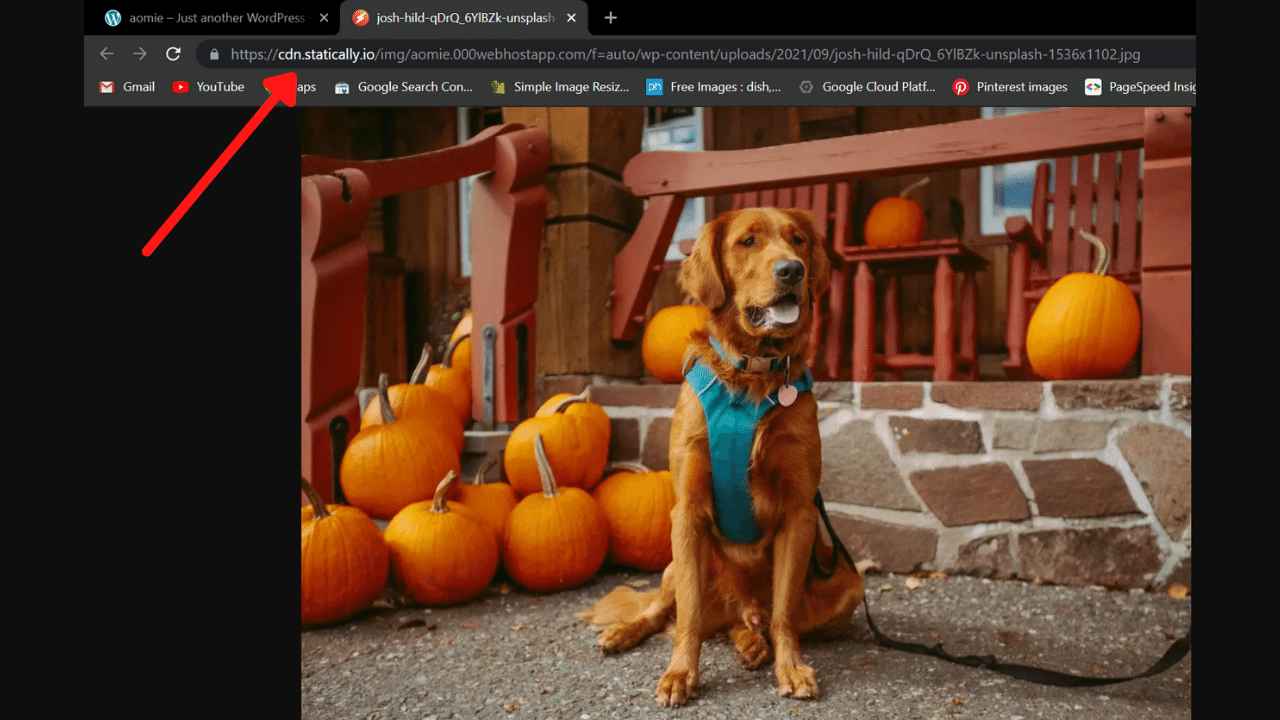 aomie – Just another WordPress
josh-hild-qDrQ_6YlBZk-unsplash
https://cdn.statically.io/img/aomie.000webhostapp.com/f=auto/wp-content/uploads/2021/09/josh-hild-qDrQ_6YlBZk-unsplash-1536x1102.jpg
Gmail YouTube aps Google Search Con... Simple Image Resiz... ph Free Images : dish,... Google Cloud Platf... Pinterest images PageSpeed Insig